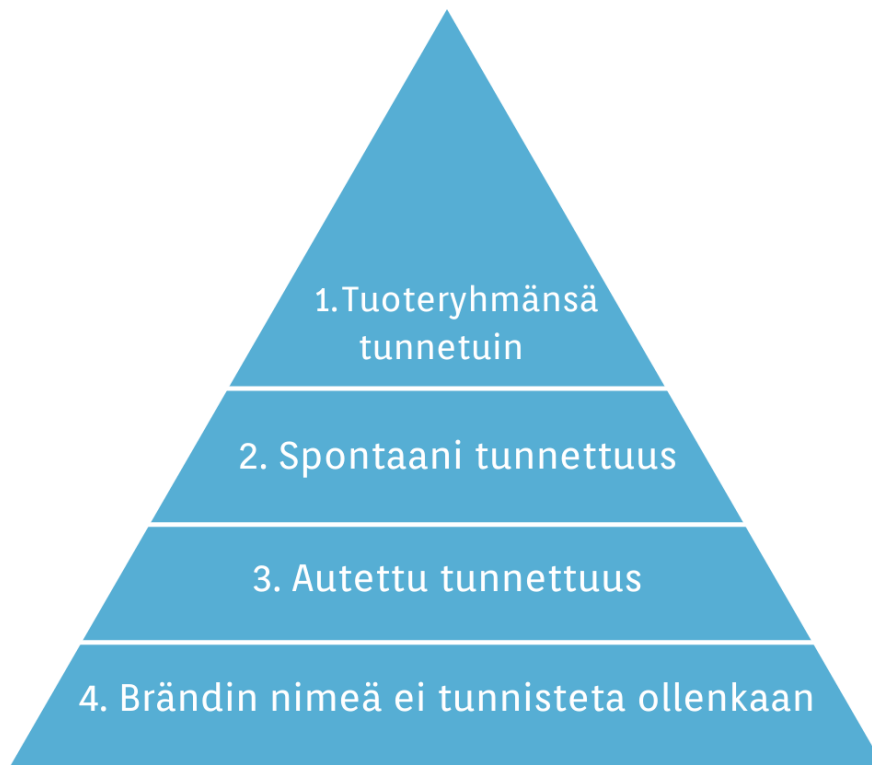 1.Tuoteryhmänsä
tunnetuin
2. Spontaani tunnettuus
3. Autettu tunnettuus
4. Brändin nimeä ei tunnisteta ollenkaan